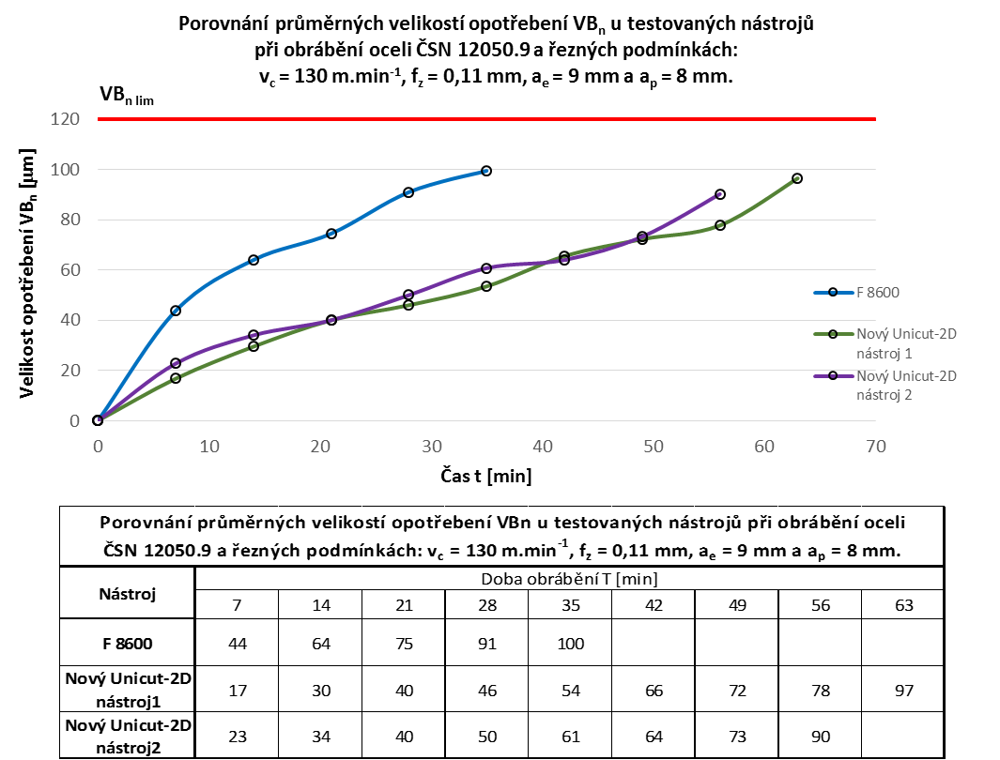 Porovnání průměrných velikostí opotřebení VBn u testovaných nástrojů
při obrábění oceli ČSN 12050.9 a řezných podmínkách:
vc = 130 m.min-1, fz = 0,11 mm, ae = 9 mm a ap = 8 mm.
VBn lim
120
100
80
60
40
20
0
Velikost opotřebení VBn [µm]
0 10 20 30 40 50 60 70
Čas t [min]
F 8600
Nový Unicut-2D
nástroj 1
Nový Unicut-2D
nástroj 2
Porovnání průměrných velikostí opotřebení VBn u testovaných nástrojů při obrábění oceli
ČSN 12050.9 a řezných podmínkách: vc = 130 m.min-1, fz = 0,11 mm, ae = 9 mm a ap = 8 mm.
Nástroj
Doba obrábění T [min]
7 14 21 28 35 42 49 56 63
F 8600 44 64 75 91 100
Nový Unicut-2D
nástroj1 17 30 40 46 54 66 72 78 97
Nový Unicut-2D
nástroj2 23 34 40 50 61 64 73 90